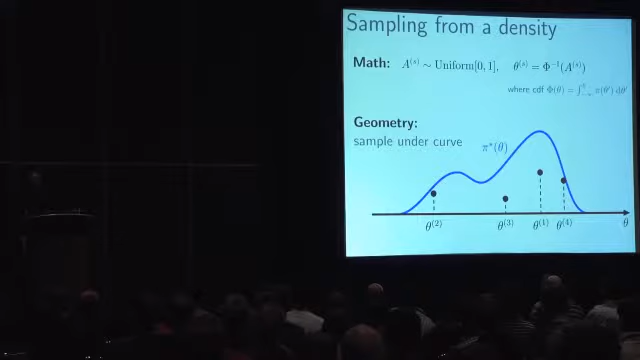 Sampling from a density
Math: A⁽ˢ⁾ ~ Uniform[0, 1], θ⁽ˢ⁾ = Φ⁻¹(A⁽ˢ⁾)
where cdf Φ(θ) = ∫ π(θ′) dθ′
Geometry:
sample under curve
π*(θ)
θ⁽²⁾ θ⁽³⁾ θ⁽¹⁾ θ⁽⁴⁾ θ